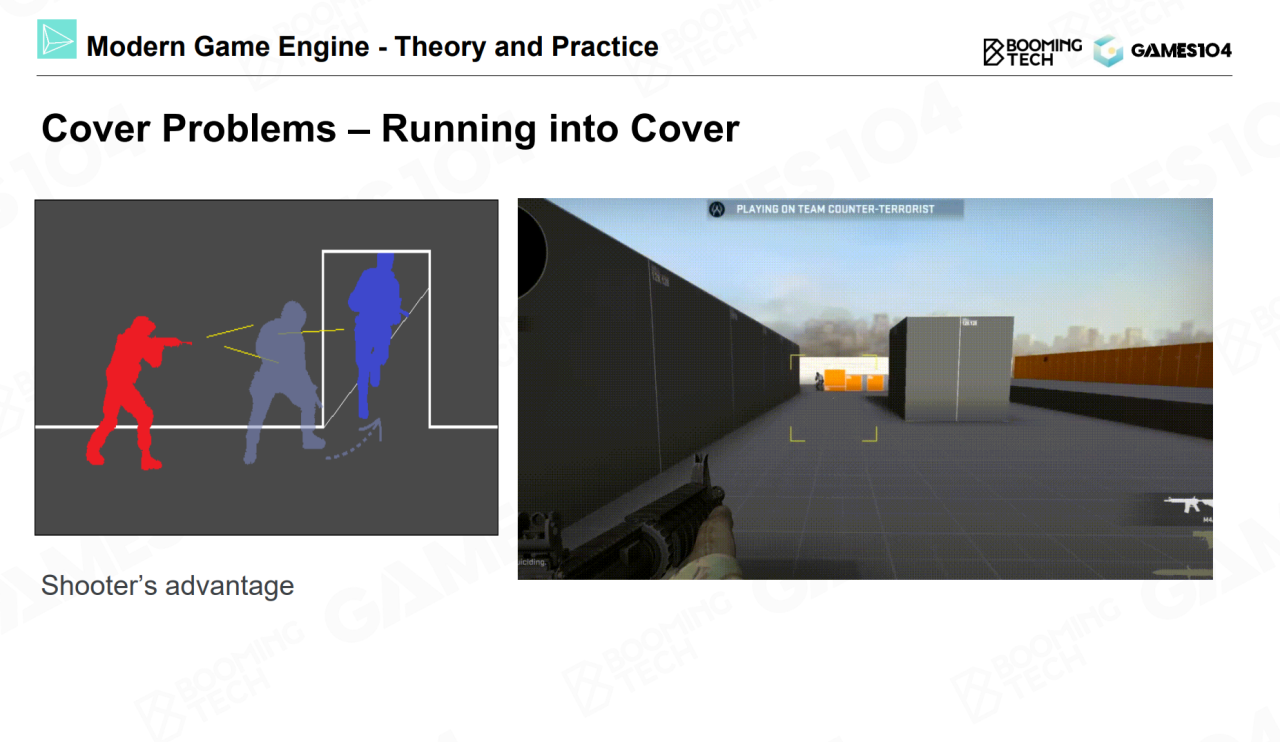 Modern Game Engine - Theory and Practice
BOOMING
TECH
GAMES104
Cover Problems – Running into Cover
PLAYING ON TEAM COUNTER-TERRORIST
Shooter’s advantage